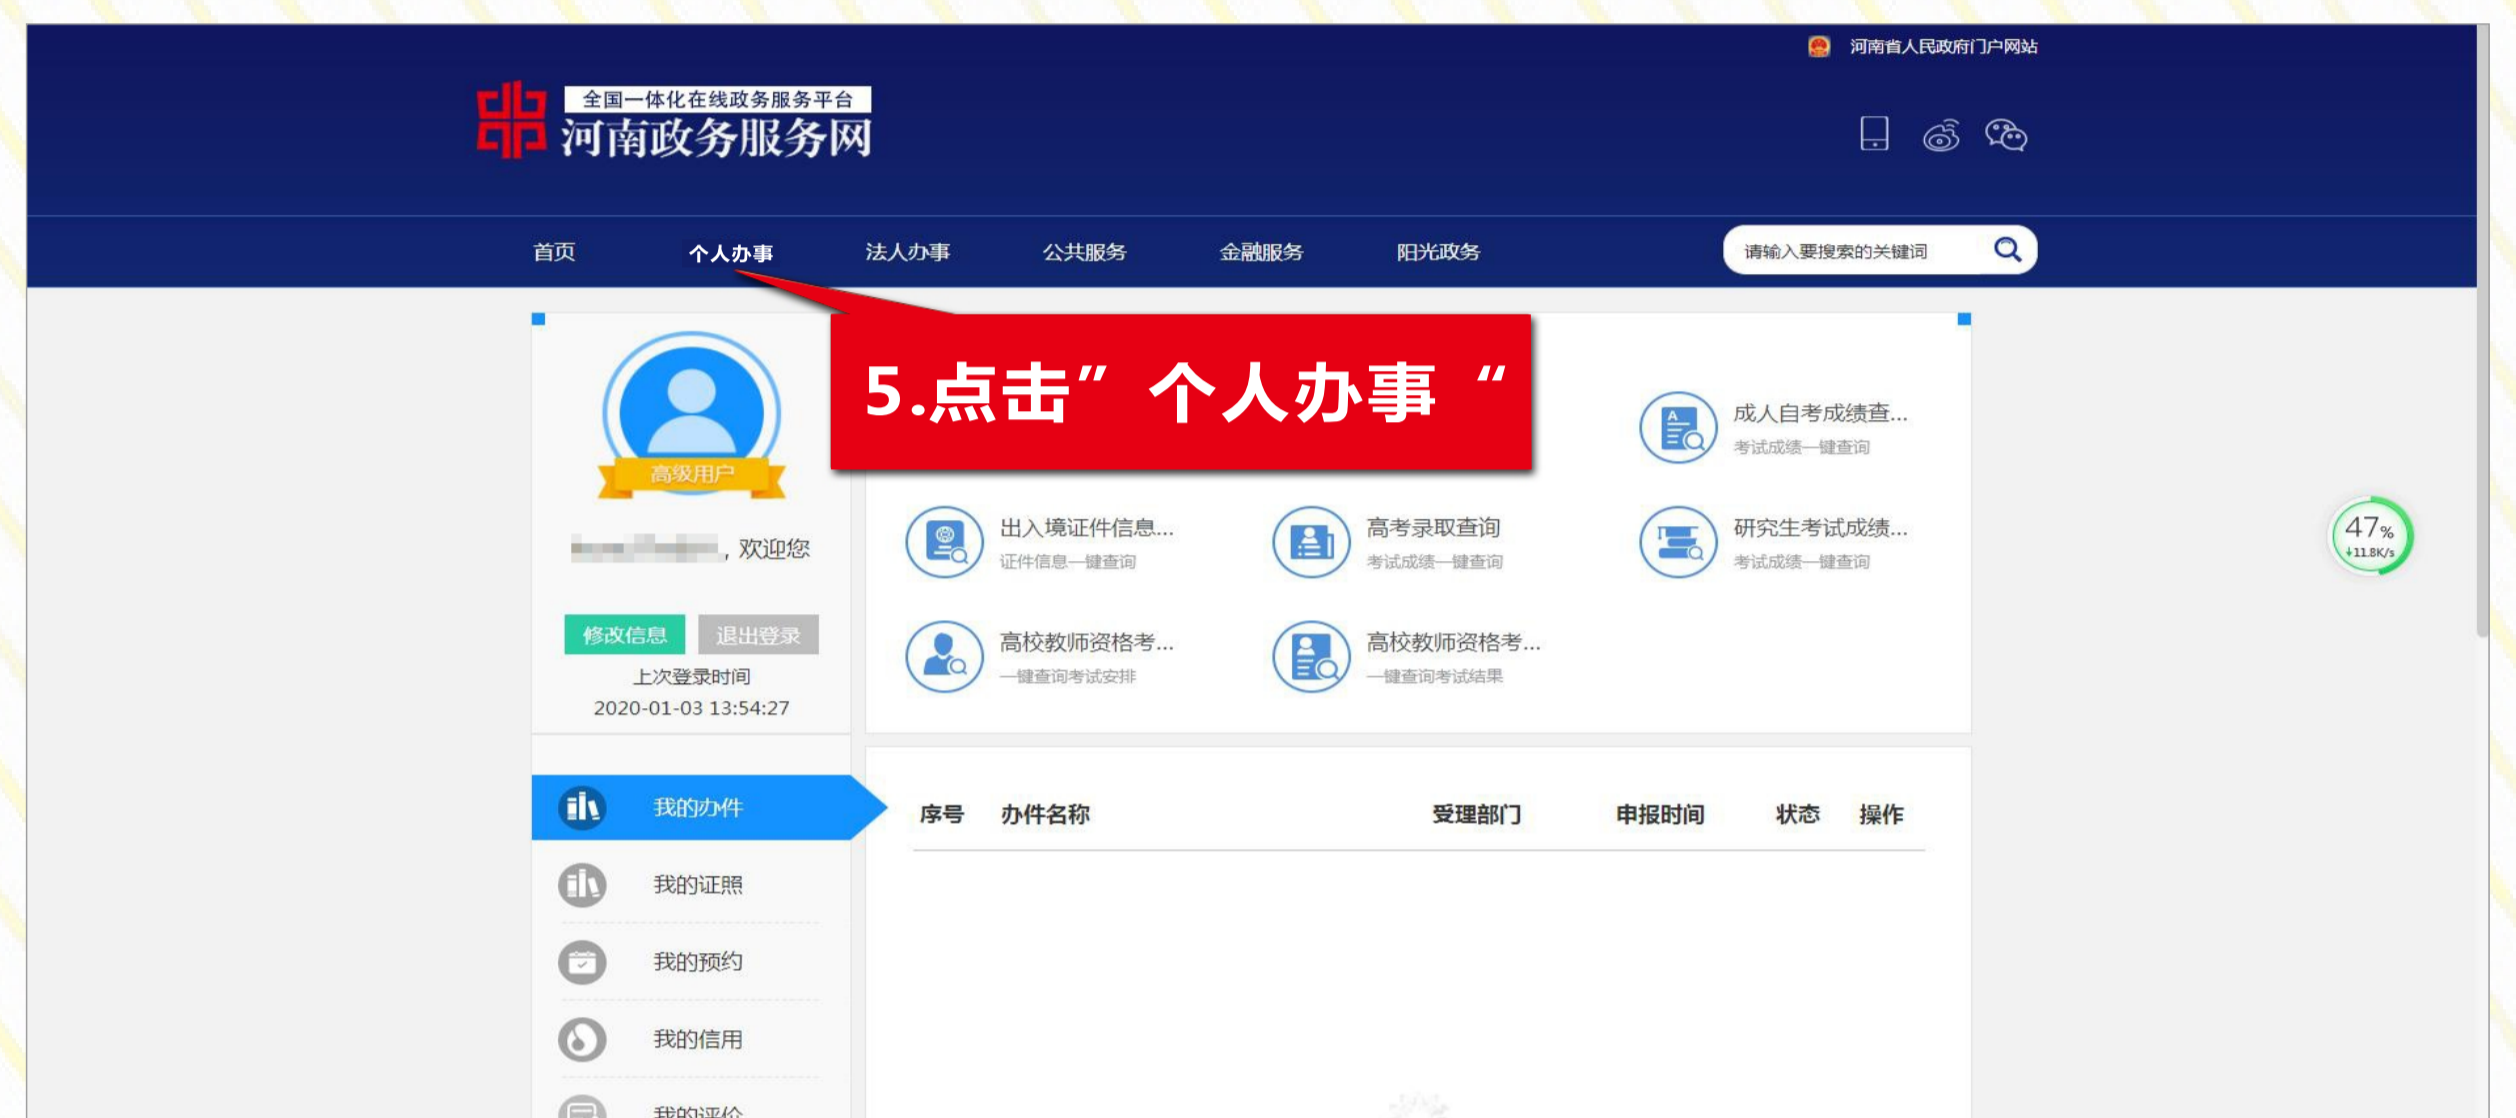 河南省人民政府门户网站
全国一体化在线政务服务平台
河南政务服务网
首页 个人办事 法人办事 公共服务 金融服务 阳光政务 请输入要搜索的关键词
5.点击”个人办事“
高级用户
，欢迎您
修改信息 退出登录
上次登录时间
2020-01-03 13:54:27
成人自考成绩查...
考试成绩一键查询
出入境证件信息...
证件信息一键查询
高考录取查询
考试成绩一键查询
研究生考试成绩...
考试成绩一键查询
高校教师资格考...
一键查询考试安排
高校教师资格考...
一键查询考试结果
47%
↓11.8K/s
我的办件
我的证照
我的预约
我的信用
我的评价
序号 办件名称 受理部门 申报时间 状态 操作